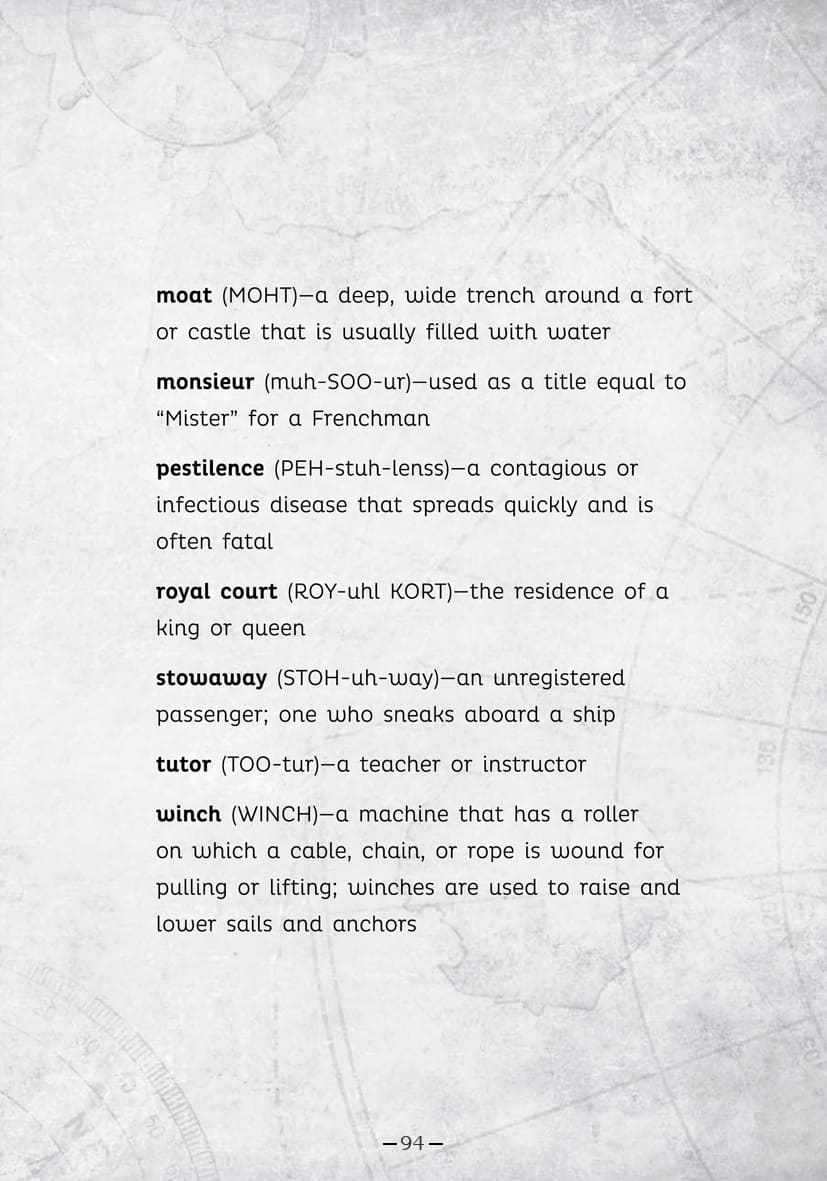 moat (MOHT)—a deep, wide trench around a fort
or castle that is usually filled with water
monsieur (muh-SOO-ur)—used as a title equal to
“Mister” for a Frenchman
pestilence (PEH-stuh-lenss)—a contagious or
infectious disease that spreads quickly and is
often fatal
royal court (ROY-uhl KORT)—the residence of a
king or queen
stowaway (STOH-uh-way)—an unregistered
passenger; one who sneaks aboard a ship
tutor (TOO-tur)—a teacher or instructor
winch (WINCH)—a machine that has a roller
on which a cable, chain, or rope is wound for
pulling or lifting; winches are used to raise and
lower sails and anchors
150
135
120
—94—